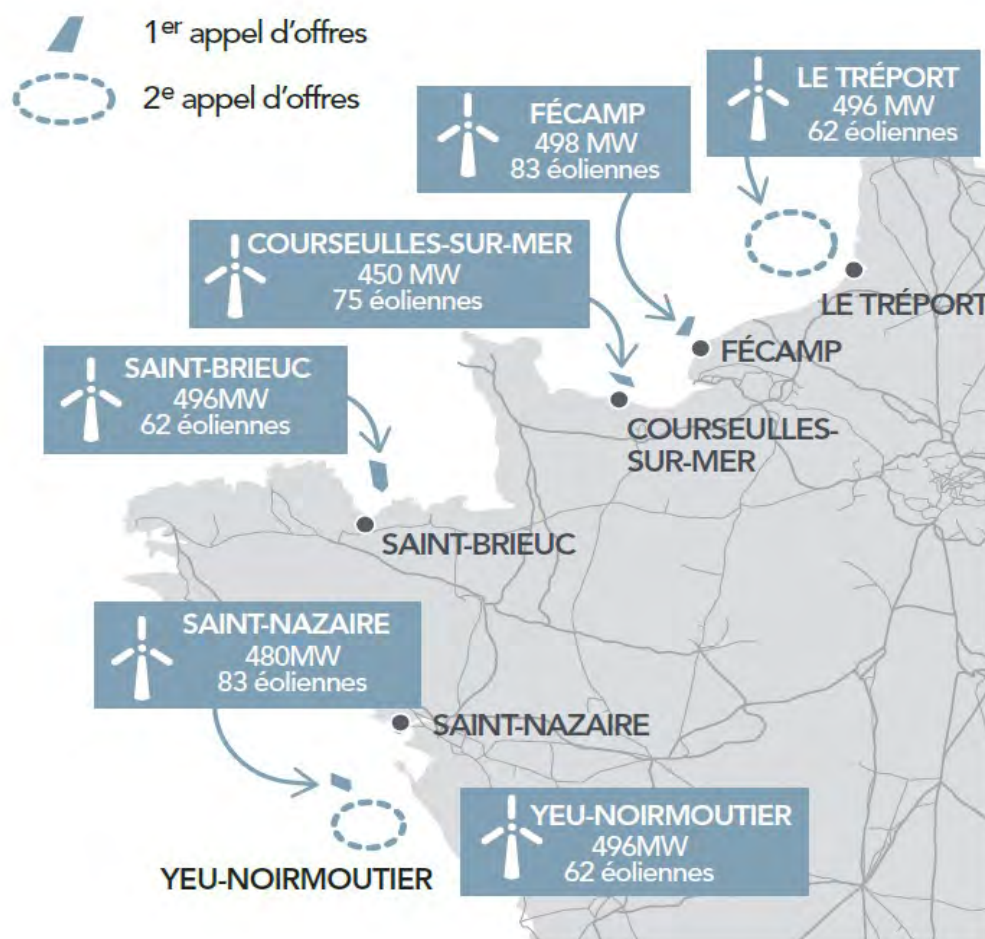 1er appel d'offres
2e appel d'offres
LE TRÉPORT
496 MW
62 éoliennes
FÉCAMP
498 MW
83 éoliennes
COURSEULLES-SUR-MER
450 MW
75 éoliennes
LE TRÉPORT
FÉCAMP
SAINT-BRIEUC
496MW
62 éoliennes
COURSEULLES-
SUR-MER
SAINT-BRIEUC
SAINT-NAZAIRE
480MW
83 éoliennes
SAINT-NAZAIRE
YEU-NOIRMOUTIER
496MW
62 éoliennes
YEU-NOIRMOUTIER